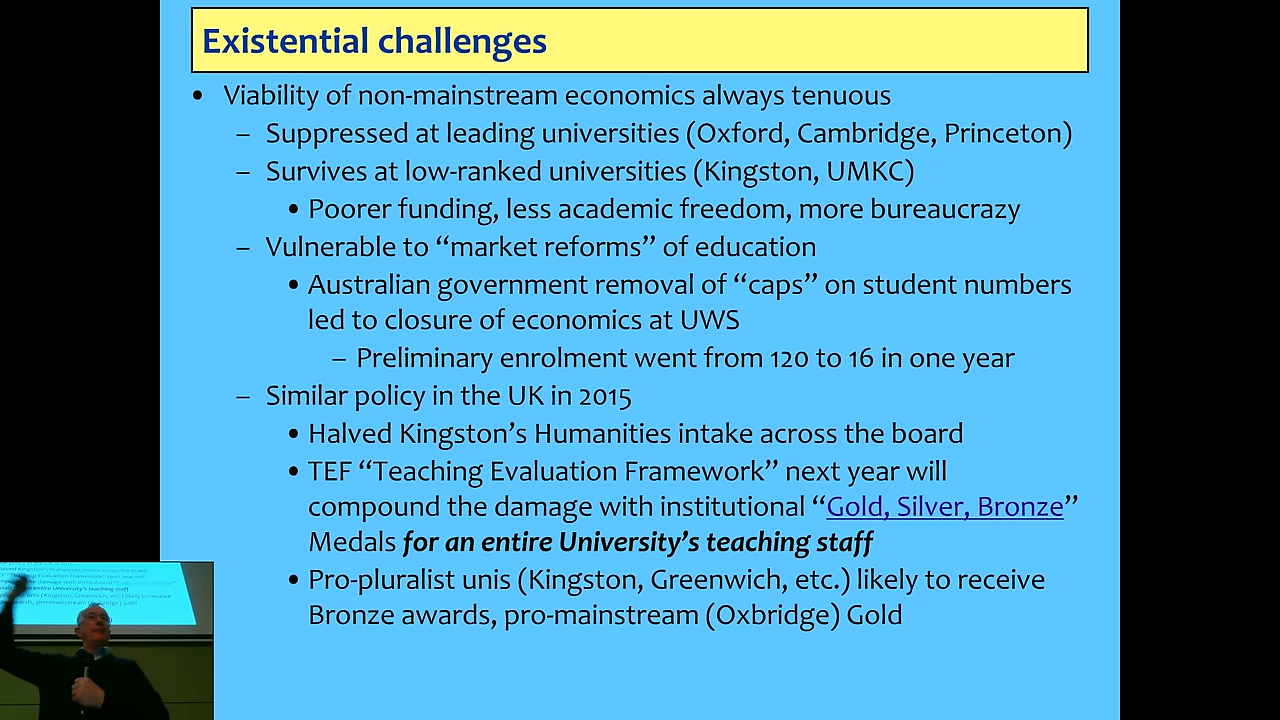 Existential challenges
• Viability of non-mainstream economics always tenuous
– Suppressed at leading universities (Oxford, Cambridge, Princeton)
– Survives at low-ranked universities (Kingston, UMKC)
• Poorer funding, less academic freedom, more bureaucrazy
– Vulnerable to “market reforms” of education
• Australian government removal of “caps” on student numbers
led to closure of economics at UWS
– Preliminary enrolment went from 120 to 16 in one year
– Similar policy in the UK in 2015
• Halved Kingston’s Humanities intake across the board
• TEF “Teaching Evaluation Framework” next year will
compound the damage with institutional “Gold, Silver, Bronze”
Medals for an entire University’s teaching staff
• Pro-pluralist unis (Kingston, Greenwich, etc.) likely to receive
Bronze awards, pro-mainstream (Oxbridge) Gold